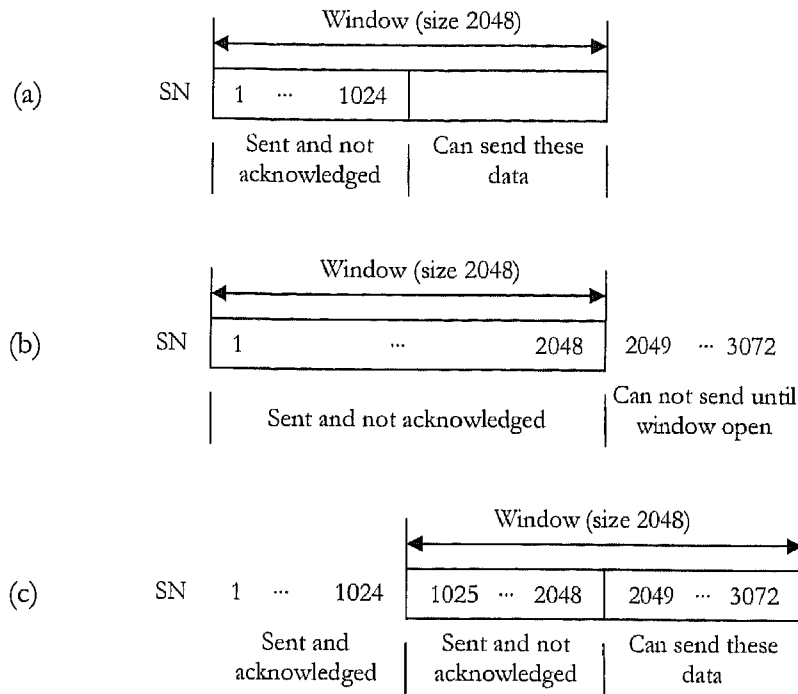 Window (size 2048)
(a) SN 1 ... 1024
Sent and not acknowledged
Can send these data
Window (size 2048)
(b) SN 1 ... 2048 2049 ... 3072
Sent and not acknowledged
Can not send until window open
Window (size 2048)
(c) SN 1 ... 1024 1025 ... 2048 2049 ... 3072
Sent and acknowledged
Sent and not acknowledged
Can send these data